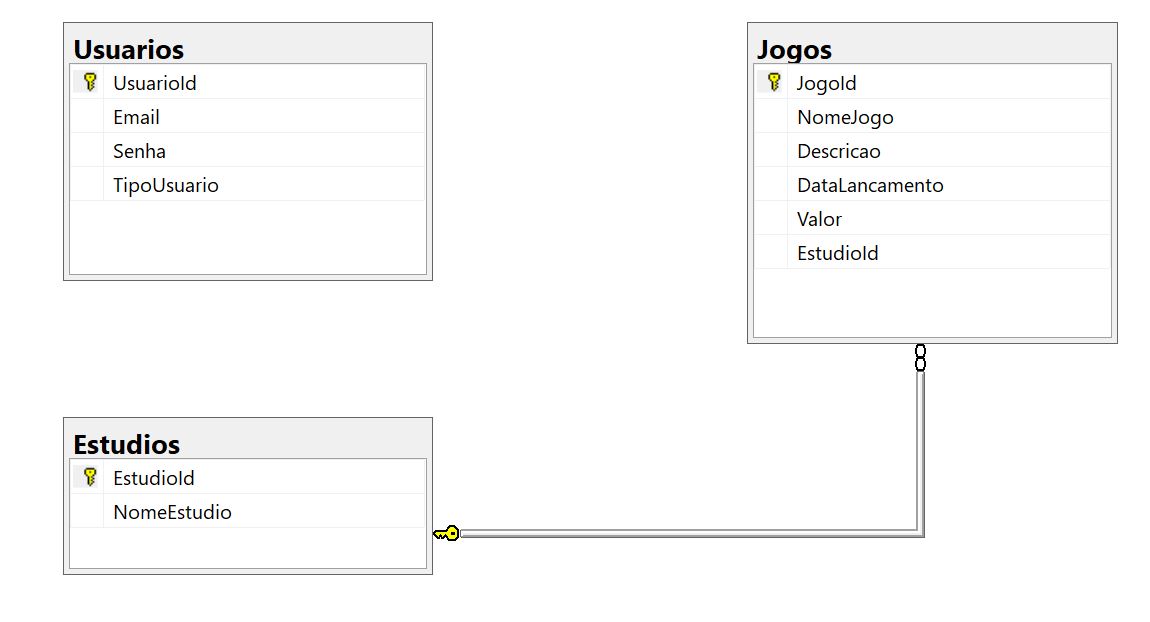 Usuarios
UsuarioId
Email
Senha
TipoUsuario
Jogos
JogoId
NomeJogo
Descricao
DataLancamento
Valor
EstudioId
Estudios
EstudioId
NomeEstudio